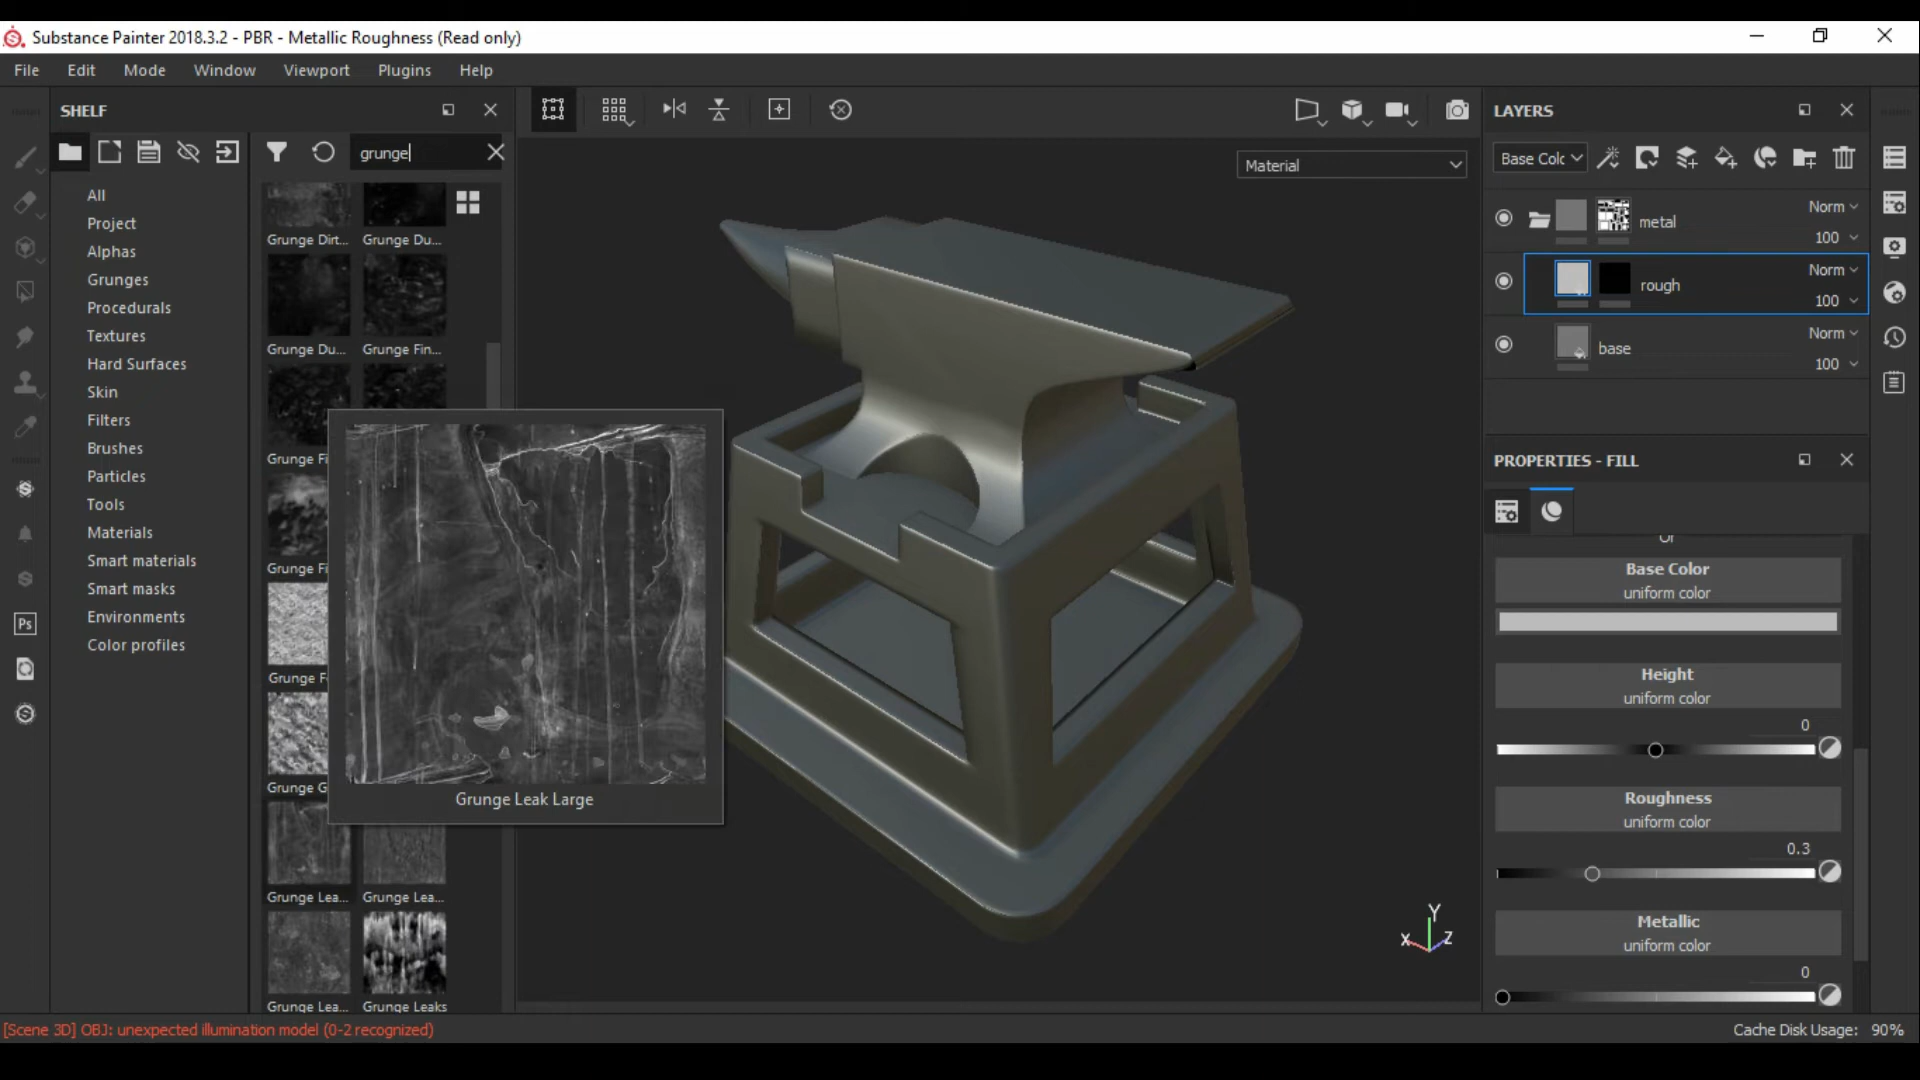 Substance Painter 2018.3.2 - PBR - Metallic Roughness (Read only)
File Edit Mode Window Viewport Plugins Help
SHELF
grunge
All
Project
Alphas
Grunges
Procedurals
Textures
Hard Surfaces
Skin
Filters
Brushes
Particles
Tools
Materials
Smart materials
Smart masks
Environments
Color profiles
Grunge Dirt... Grunge Du...
Grunge Du... Grunge Fin...
Grunge Fi
Grunge Fi
Grunge F
Grunge G
Grunge Lea... Grunge Lea...
Grunge Lea... Grunge Leaks
Grunge Leak Large
Material
Y
X Z
LAYERS
Base Colc
metal Norm 100
rough Norm 100
base Norm 100
PROPERTIES - FILL
Or
Base Color
uniform color
Height
uniform color
0
Roughness
uniform color
0.3
Metallic
uniform color
0
Ps
[Scene 3D] OBJ: unexpected illumination model (0-2 recognized)
Cache Disk Usage: 90%